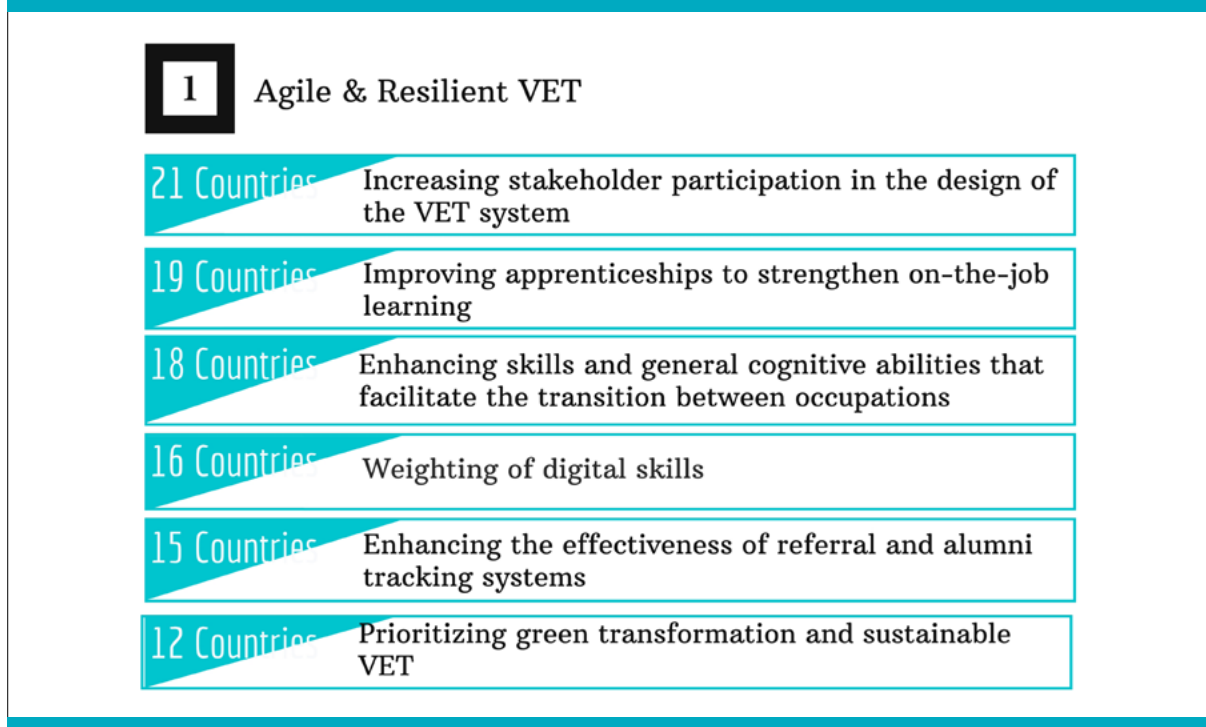 1
Agile & Resilient VET
21 Countries
Increasing stakeholder participation in the design of
the VET system
19 Countries
Improving apprenticeships to strengthen on-the-job
learning
18 Countries
Enhancing skills and general cognitive abilities that
facilitate the transition between occupations
16 Countries
Weighting of digital skills
15 Countries
Enhancing the effectiveness of referral and alumni
tracking systems
12 Countries
Prioritizing green transformation and sustainable
VET